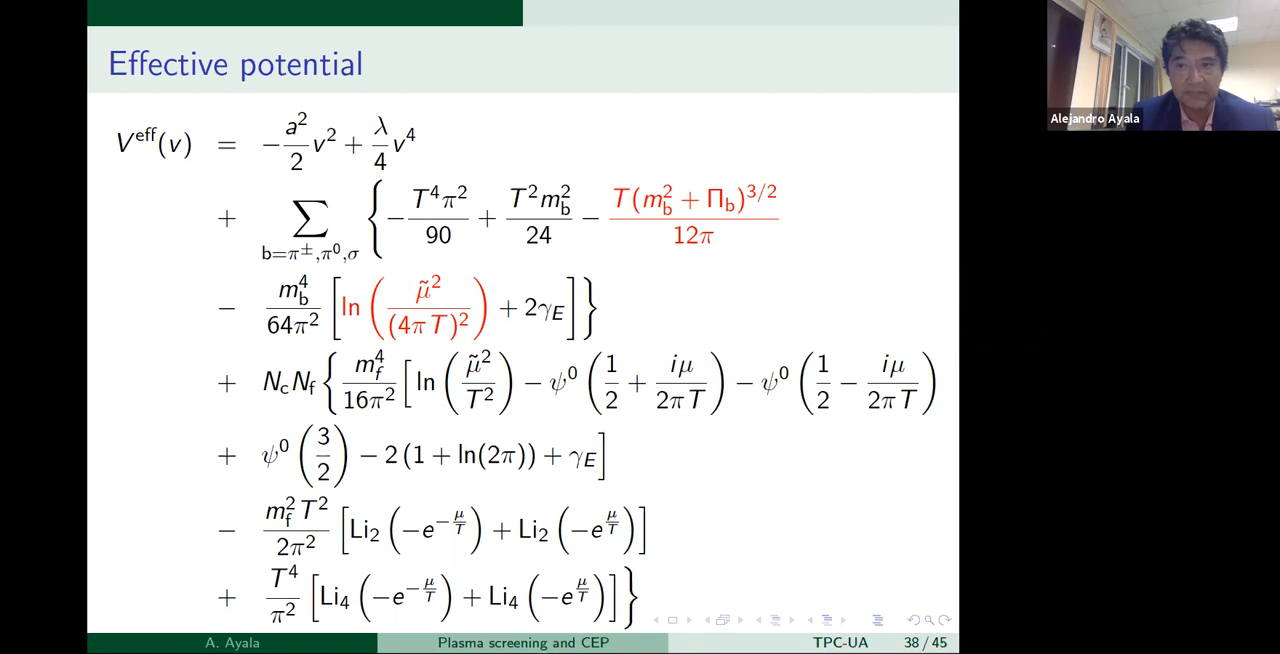 Effective potential
V^eff(v) = −a²/2 v² + λ/4 v⁴
+ ∑_{b=π^±,π⁰,σ} { −T⁴π²/90 + T²m_b²/24 − T(m_b² + Π_b)^{3/2}/12π
− m_b⁴/64π² [ ln ( μ̃²/(4πT)² ) + 2γ_E ] }
+ N_c N_f { m_f⁴/16π² [ ln ( μ̃²/T² ) − ψ⁰ ( 1/2 + iμ/2πT ) − ψ⁰ ( 1/2 − iμ/2πT )
+ ψ⁰ ( 3/2 ) − 2 (1 + ln(2π)) + γ_E ]
− m_f²T²/2π² [ Li₂ ( −e^{−μ/T} ) + Li₂ ( −e^{μ/T} ) ]
+ T⁴/π² [ Li₄ ( −e^{−μ/T} ) + Li₄ ( −e^{μ/T} ) ] }
A. Ayala Plasma screening and CEP TPC-UA 38 / 45
Alejandro Ayala